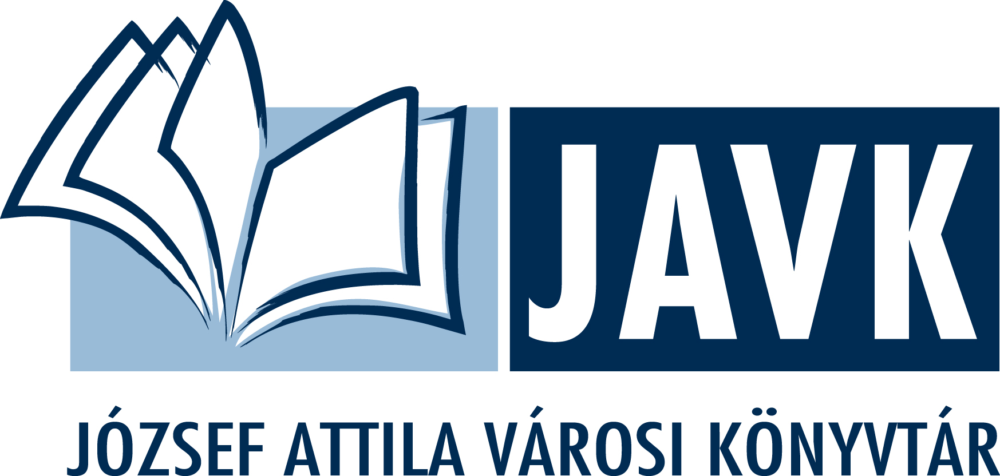 JAVK
JÓZSEF ATTILA VÁROSI KÖNYVTÁR